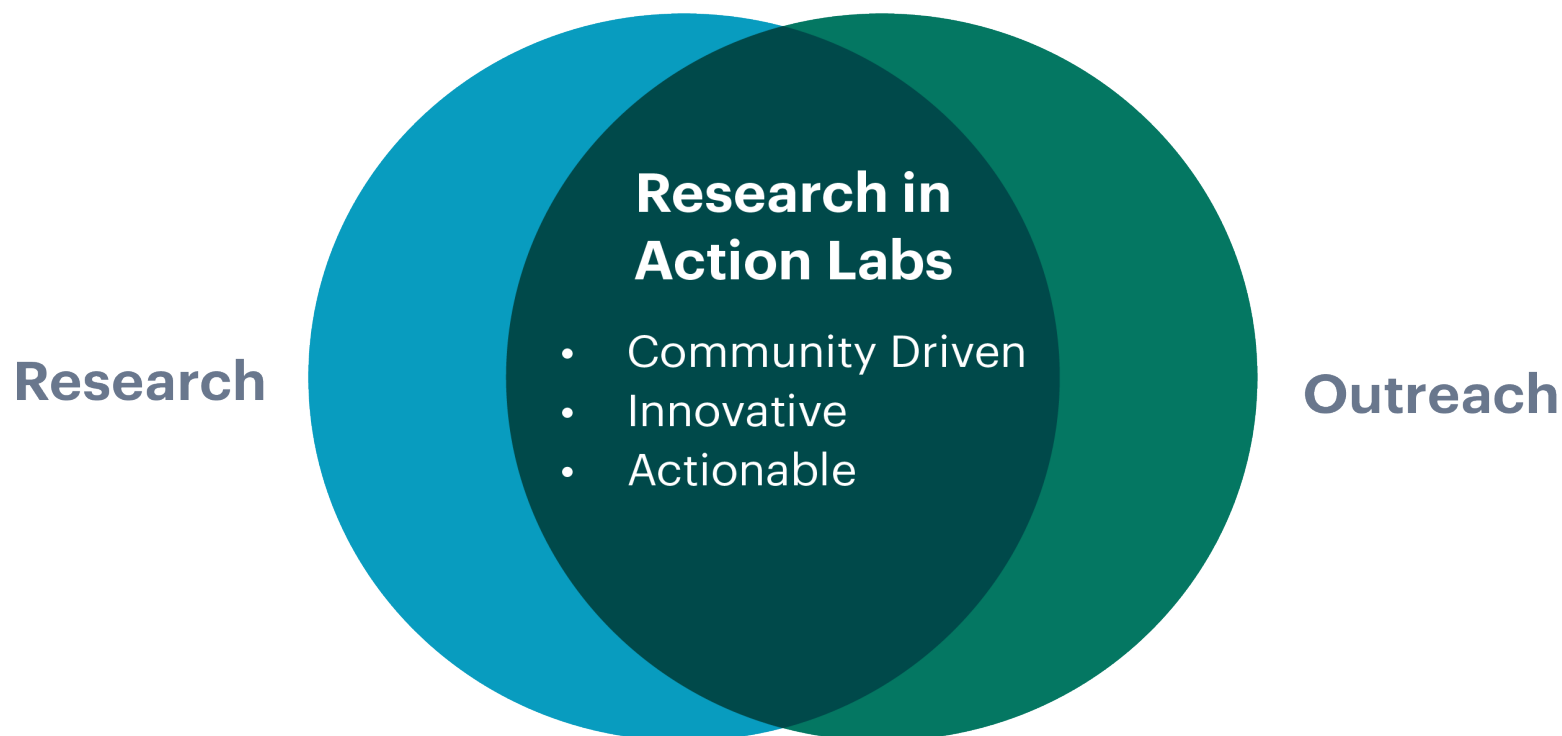 Research in
Action Labs
• Community Driven
• Innovative
• Actionable
Research
Outreach